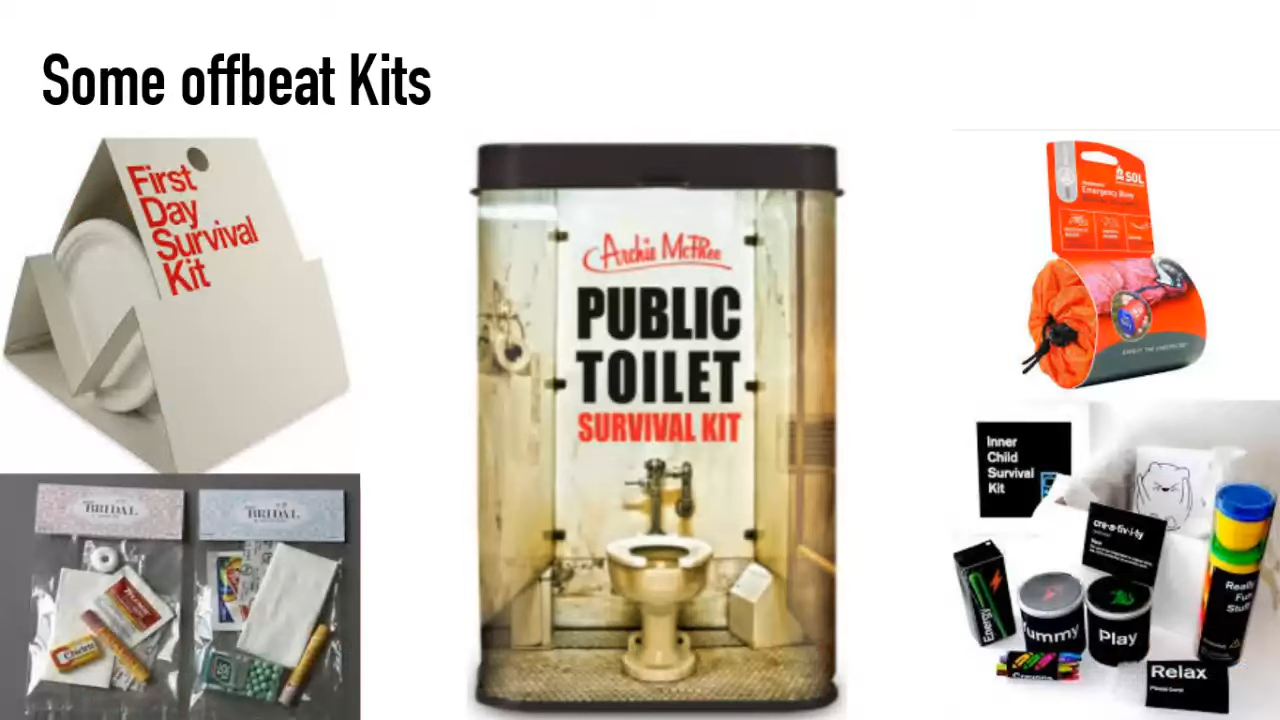 Some offbeat Kits
First
Day
Survival
Kit
BRIDAL
BRIDAL
Archie McPhee
PUBLIC
TOILET
SURVIVAL KIT
SOL
Emergency Bivvy
Inner
Child
Survival
Kit
cre·a·tiv·i·ty
Energy
Yummy
Play
Really
Fun
Stuff
Crayons
Relax